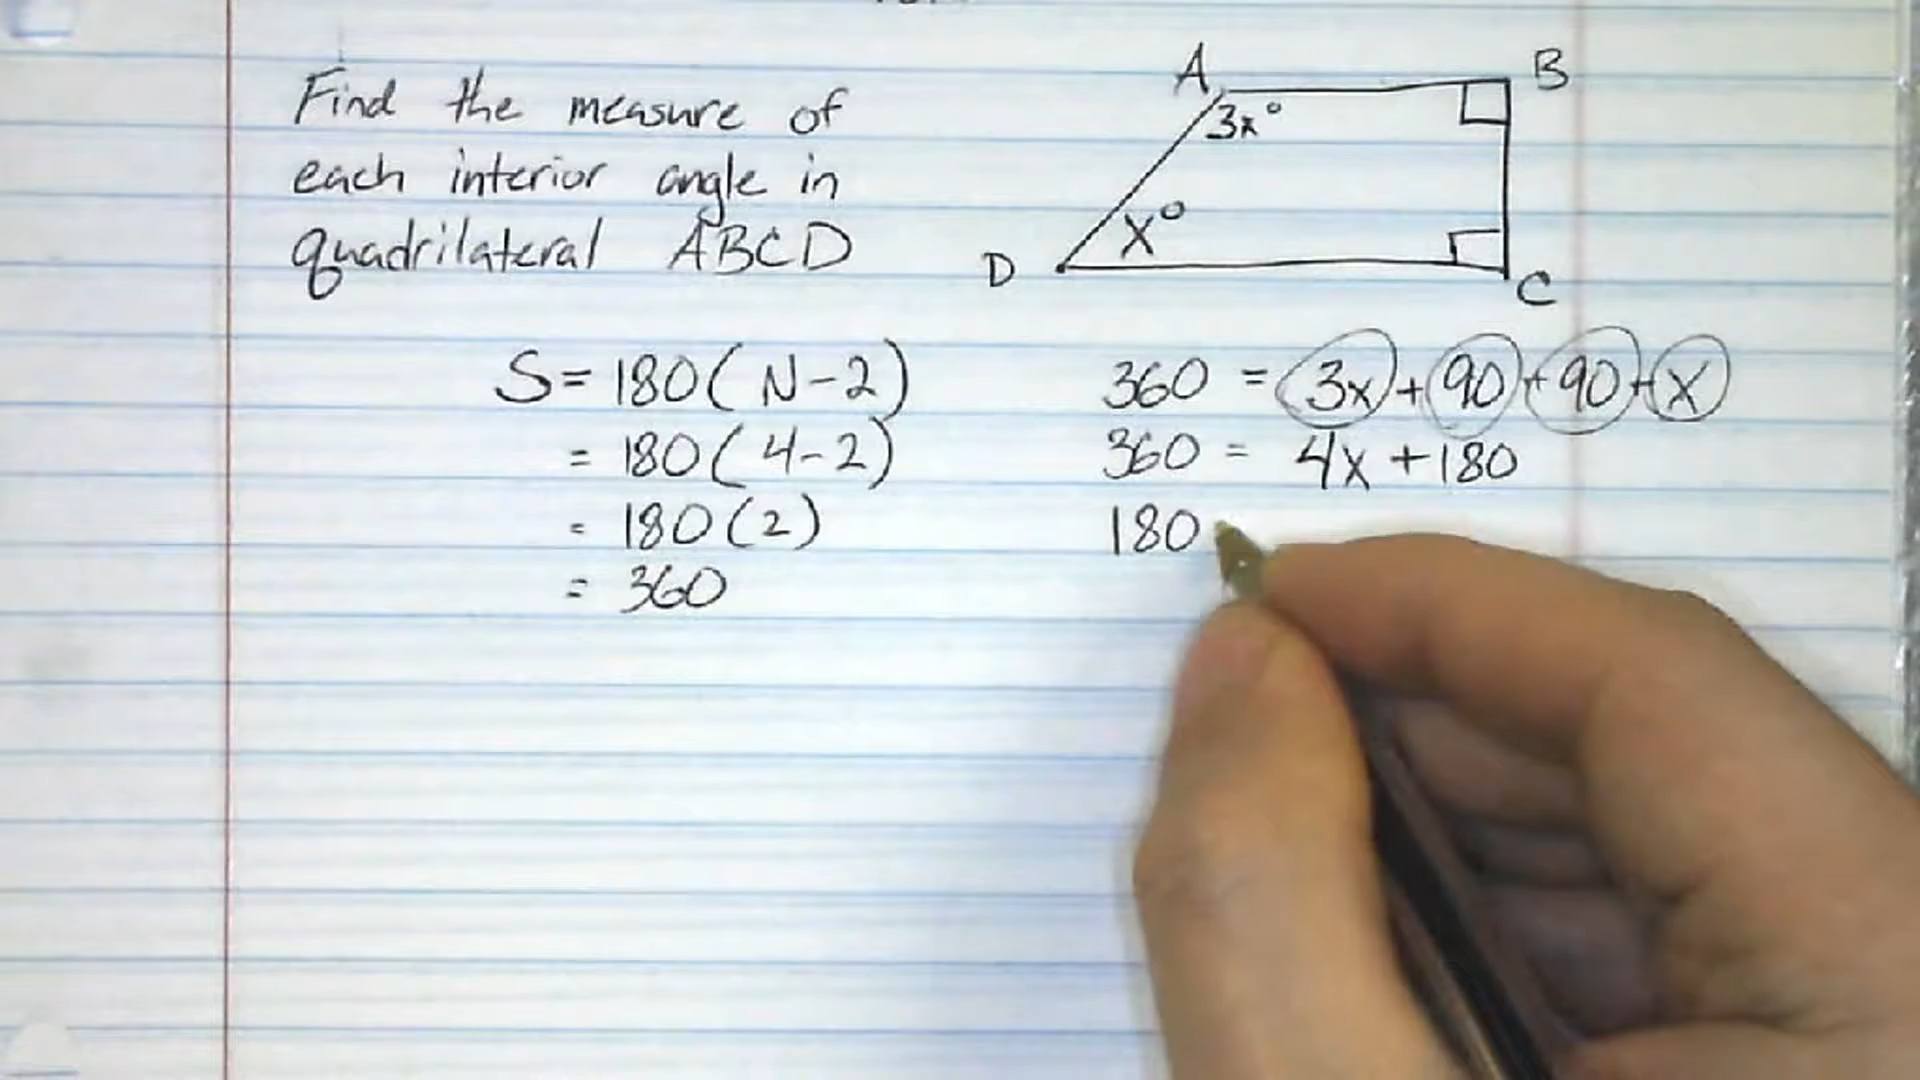 Find the measure of
each interior angle in
quadrilateral ABCD
A
B
3x°
x°
D
C
S = 180(N-2)
= 180(4-2)
= 180(2)
= 360
360 = 3x + 90 + 90 + x
360 = 4x + 180
180